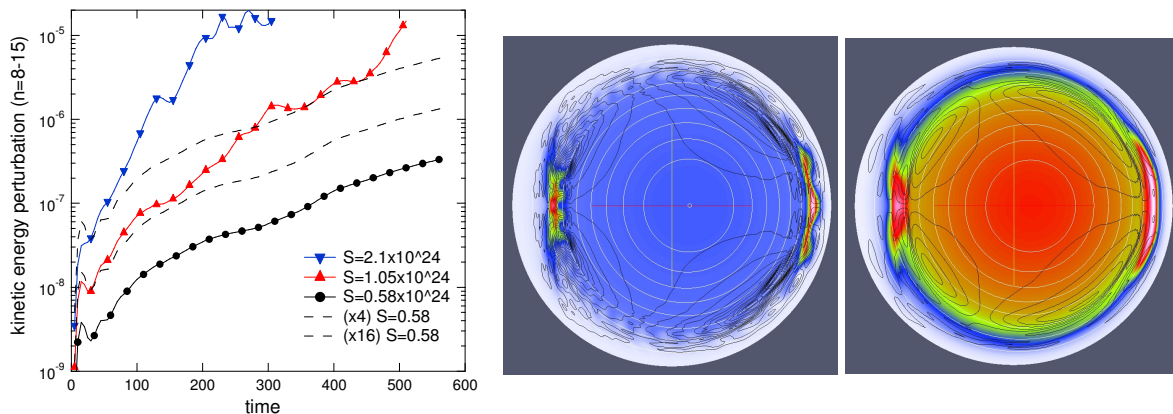 kinetic energy perturbation (n=8-15)
10^-5
10^-6
10^-7
10^-8
10^-9
S=2.1x10^24
S=1.05x10^24
S=0.58x10^24
(x4) S=0.58
(x16) S=0.58
0 100 200 300 400 500 600
time